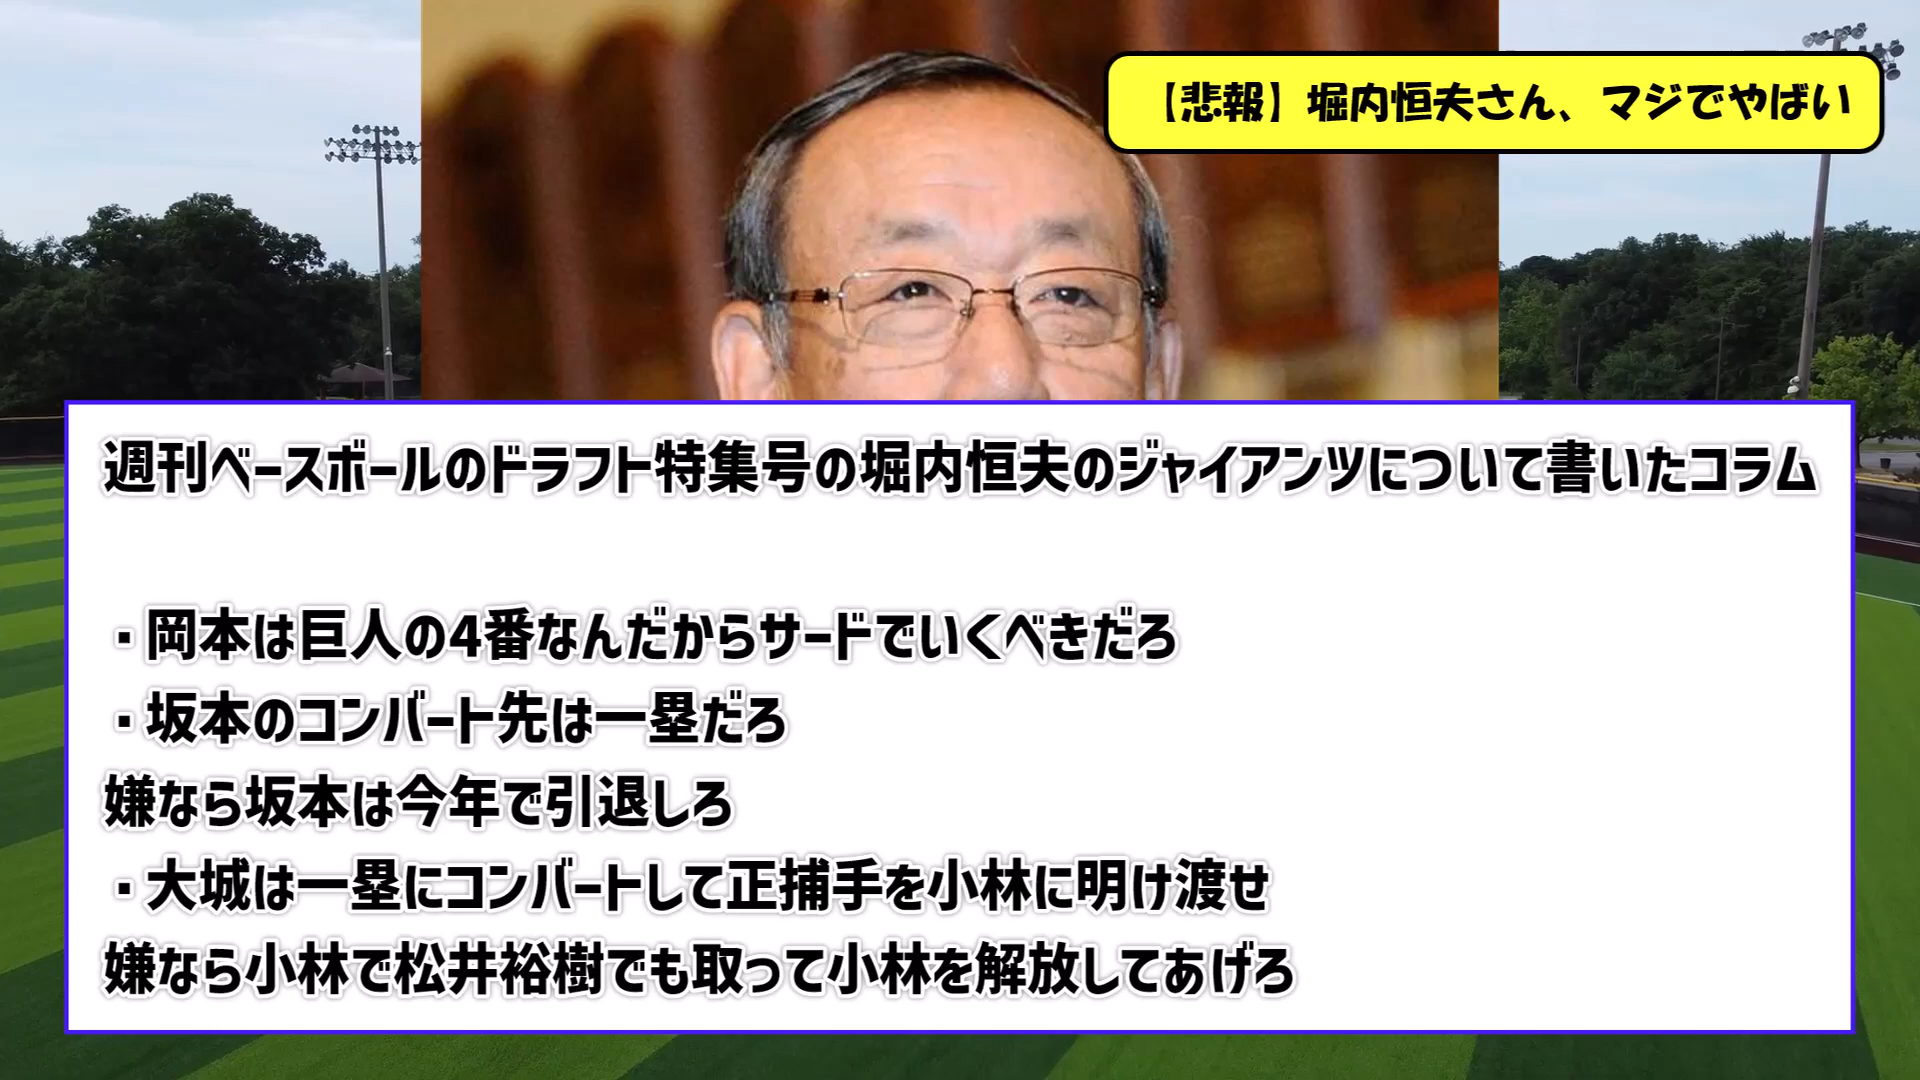 【悲報】堀内恒夫さん、マジでやばい
週刊ベースボールのドラフト特集号の堀内恒夫のジャイアンツについて書いたコラム
・岡本は巨人の4番なんだからサードでいくべきだろ
・坂本のコンバート先は一塁だろ
嫌なら坂本は今年で引退しろ
・大城は一塁にコンバートして正捕手を小林に明け渡せ
嫌なら小林で松井裕樹でも取って小林を解放してあげろ